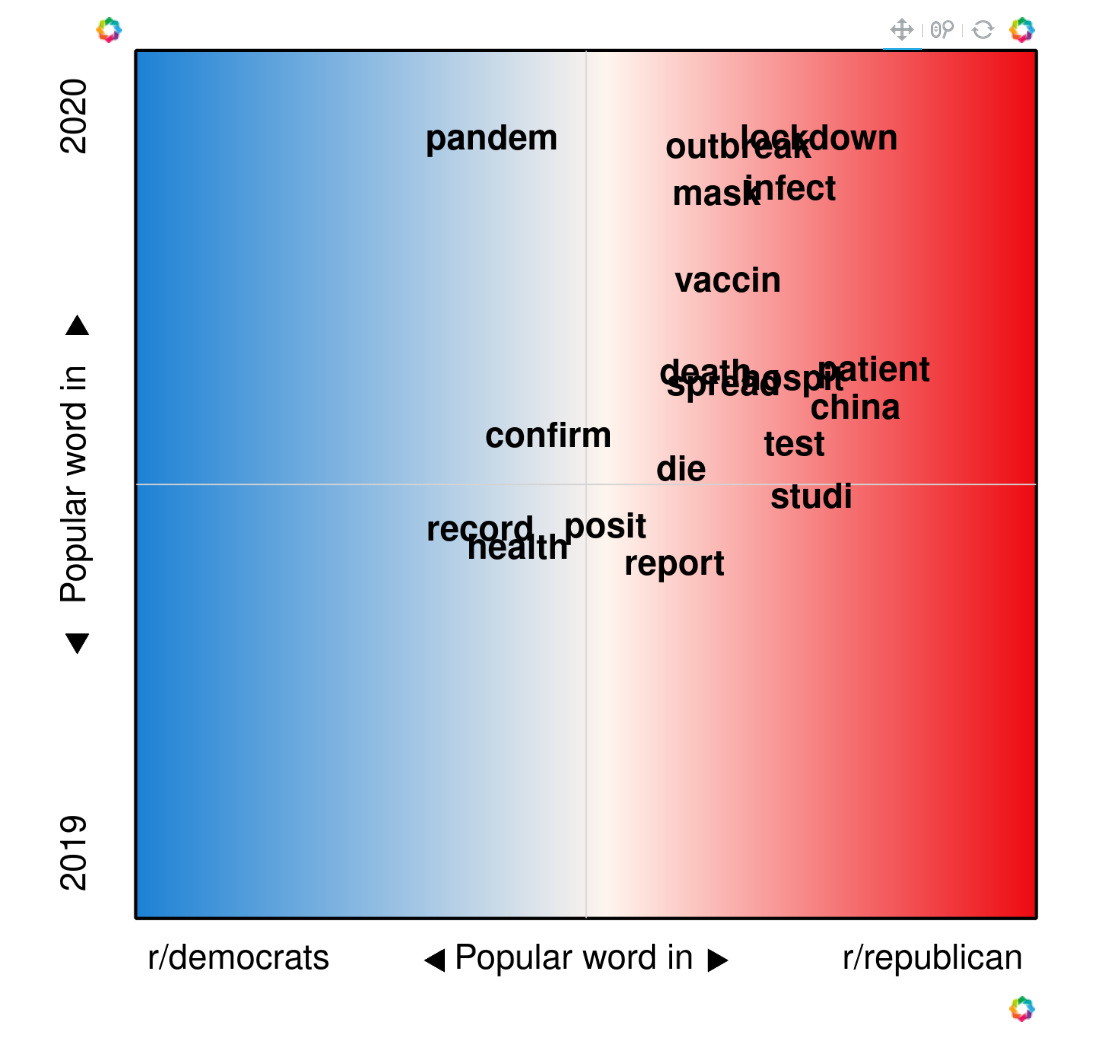 2020
Popular word in
2019
pandem
lockdown
outbreak
infect
mask
vaccin
death
patient
hospit
spread
china
confirm
test
die
studi
record
posit
health
report
r/democrats
Popular word in
r/republican